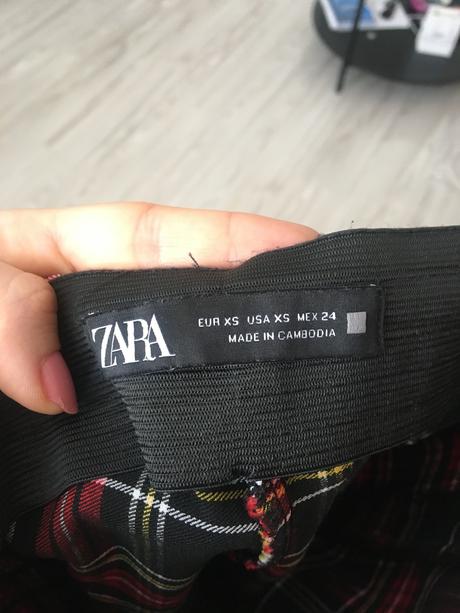 ZARA
EUR XS USA XS MEX 24
MADE IN CAMBODIA